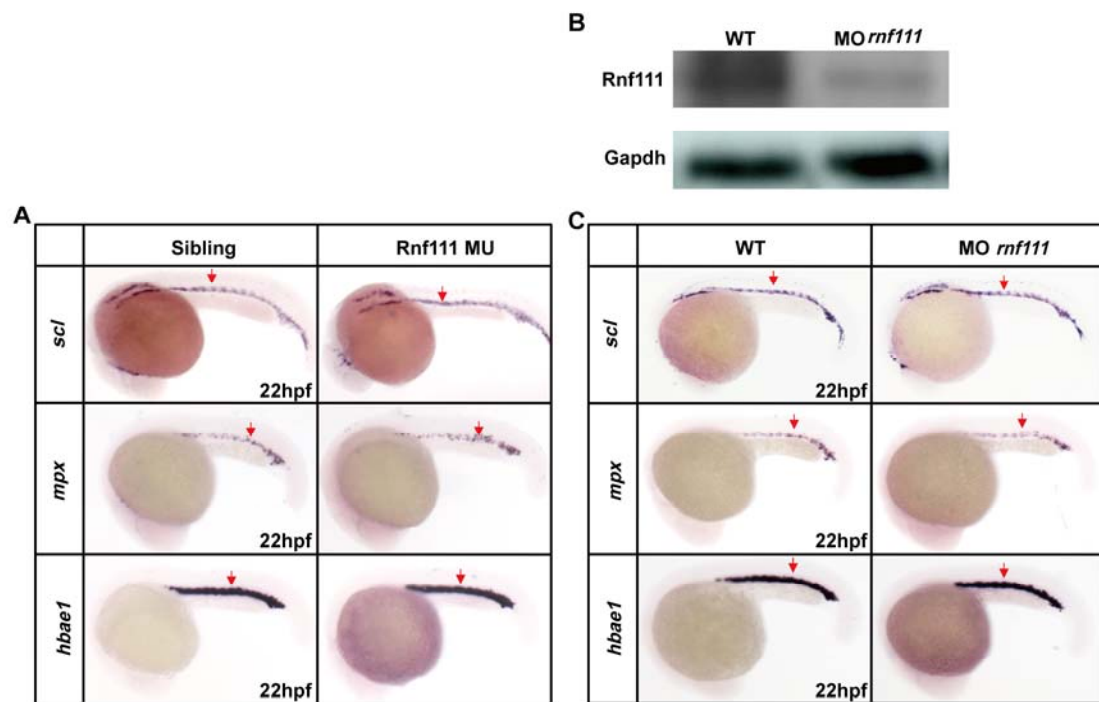 B
WT MO rnf111
Rnf111
Gapdh
A
Sibling Rnf111 MU
scl
22hpf
mpx
22hpf
hbae1
22hpf
C
WT MO rnf111
scl
22hpf
mpx
22hpf
hbae1
22hpf